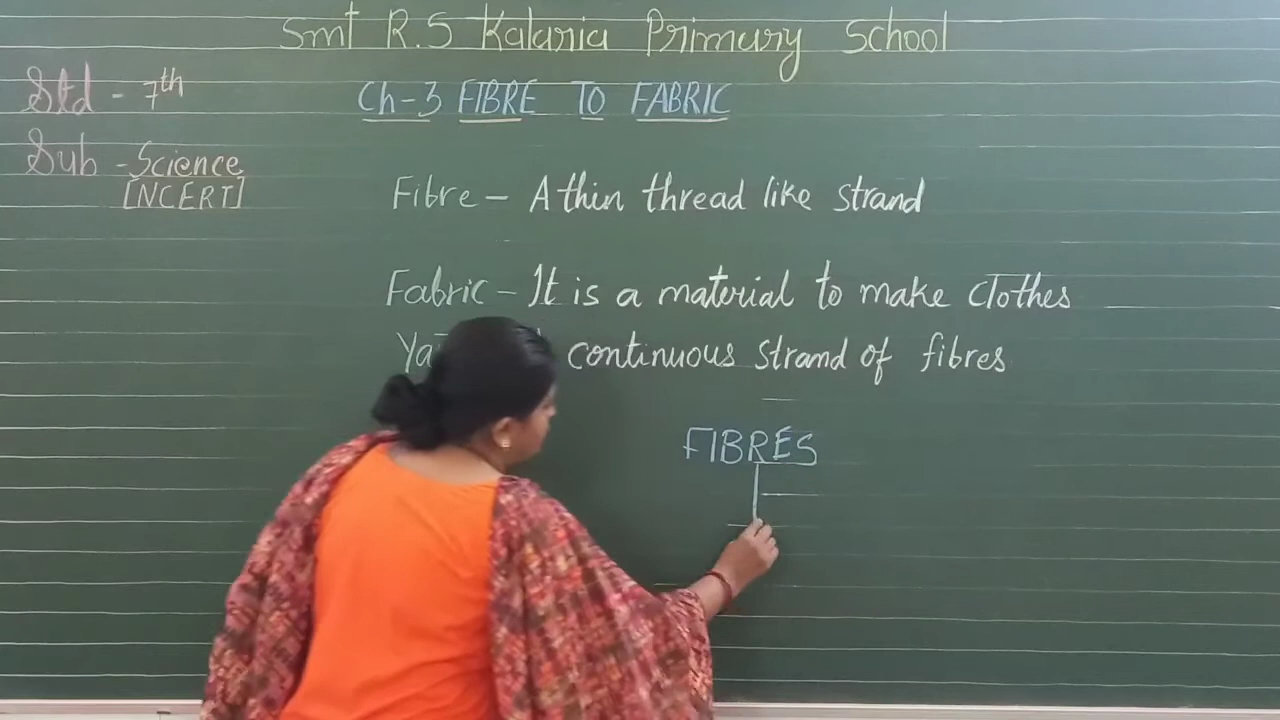 Smt R.S Kalaria Primary School
Std - 7th
Ch-3 FIBRE TO FABRIC
Sub - Science
[NCERT]
Fibre - A thin thread like strand
Fabric - It is a material to make clothes
continuous strand of fibres
FIBRES